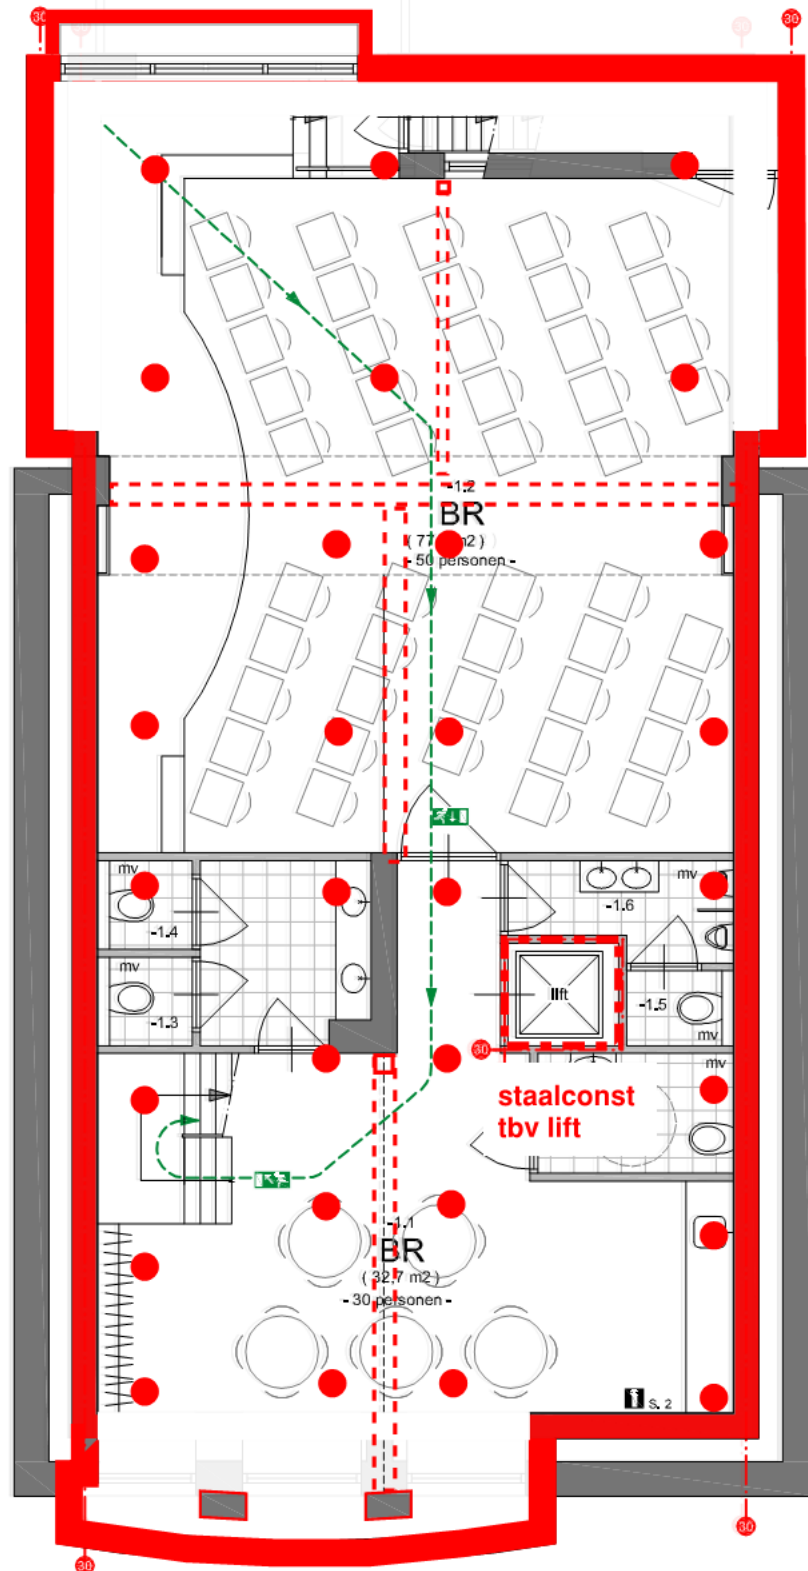 30
30
-1.2
BR
( 77 m2 )
- 50 personen -
mv
mv
-1.4
-1.6
mv
lift
-1.3
-1.5
mv
30
mv
staalconst
tbv lift
-1.1
BR
( 32,7 m2 )
- 30 personen -
S. 2
30
30